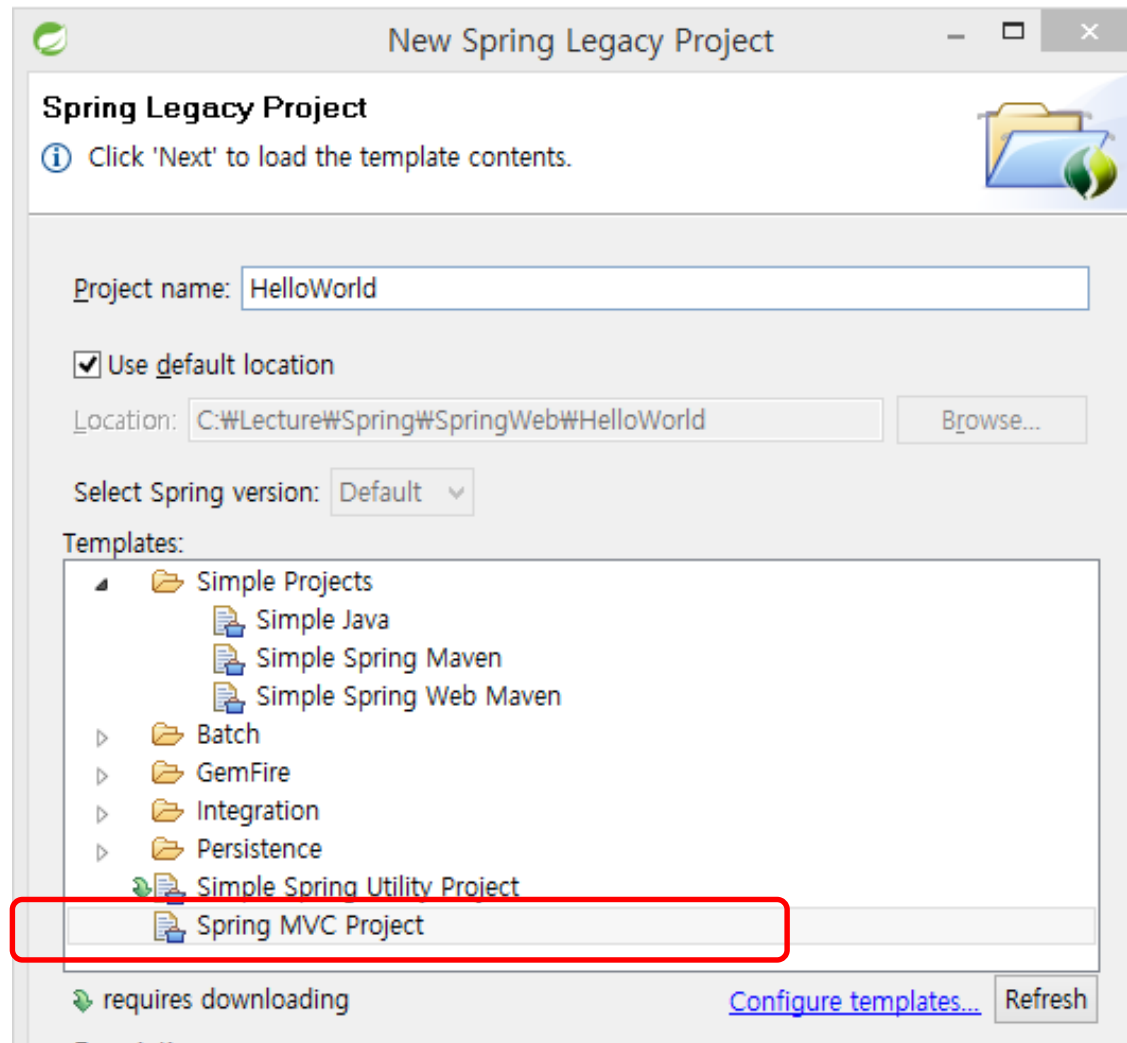 New Spring Legacy Project
Spring Legacy Project
Click 'Next' to load the template contents.
Project name: HelloWorld
Use default location
Location: C:₩Lecture₩Spring₩SpringWeb₩HelloWorld Browse...
Select Spring version: Default
Templates:
Simple Projects
Simple Java
Simple Spring Maven
Simple Spring Web Maven
Batch
GemFire
Integration
Persistence
Simple Spring Utility Project
Spring MVC Project
requires downloading Configure templates... Refresh